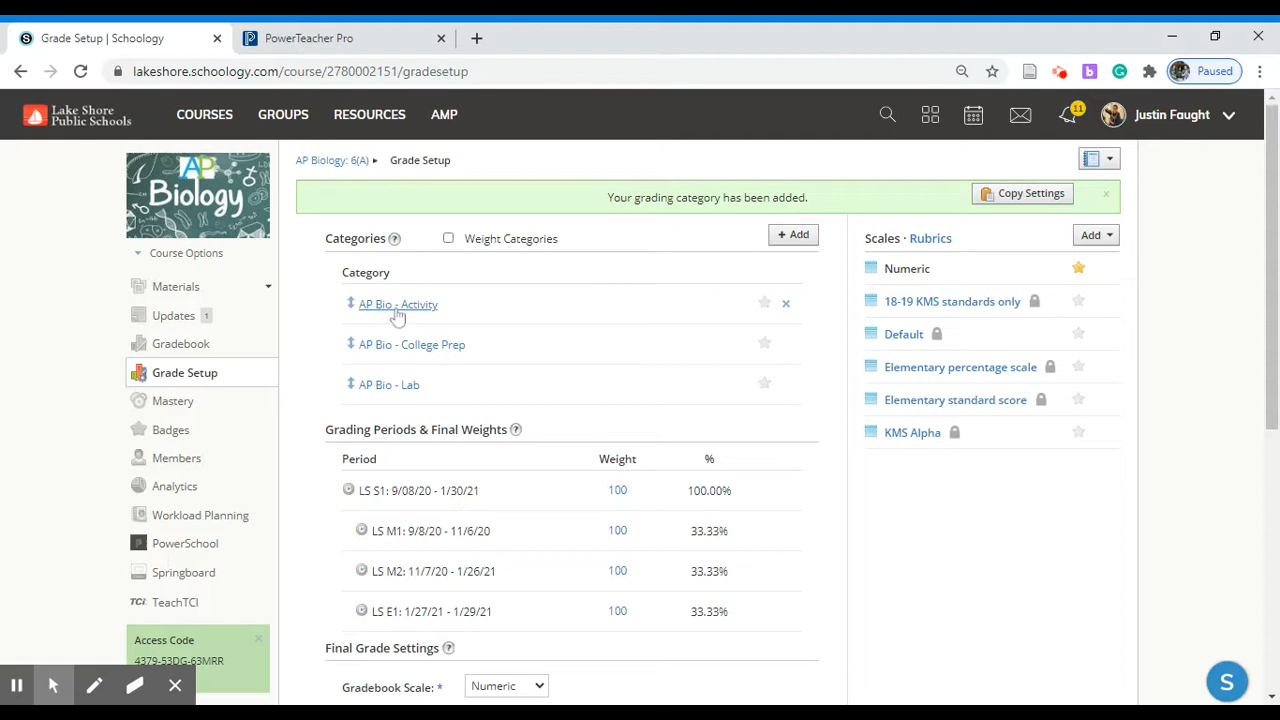 Grade Setup | Schoology
PowerTeacher Pro
lakeshore.schoology.com/course/2780002151/gradesetup
Paused
Lake Shore
Public Schools
COURSES
GROUPS
RESOURCES
AMP
11
Justin Faught
AP Biology
Course Options
Materials
Updates 1
Gradebook
Grade Setup
Mastery
Badges
Members
Analytics
Workload Planning
PowerSchool
Springboard
TCi TeachTCI
Access Code
4379-53DG-63MRR
AP Biology: 6(A) Grade Setup
Your grading category has been added.
Copy Settings
Categories ?
Weight Categories
+ Add
Category
AP Bio - Activity
AP Bio - College Prep
AP Bio - Lab
Grading Periods & Final Weights ?
Period Weight %
LS S1: 9/08/20 - 1/30/21 100 100.00%
LS M1: 9/8/20 - 11/6/20 100 33.33%
LS M2: 11/7/20 - 1/26/21 100 33.33%
LS E1: 1/27/21 - 1/29/21 100 33.33%
Final Grade Settings ?
Gradebook Scale: * Numeric
Scales · Rubrics
Add
Numeric
18-19 KMS standards only
Default
Elementary percentage scale
Elementary standard score
KMS Alpha
S